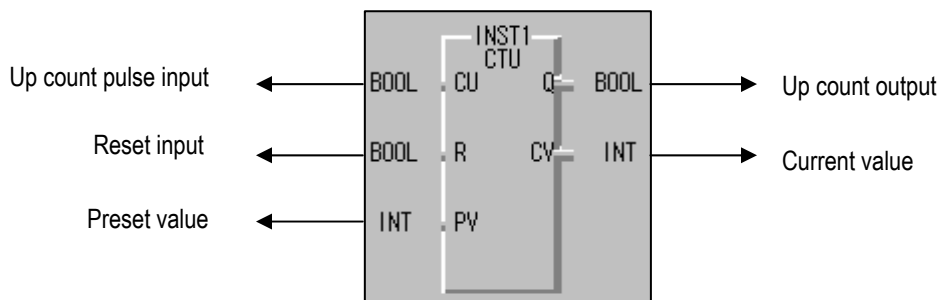 INST1
CTU
Up count pulse input BOOL CU Q BOOL Up count output
Reset input BOOL R CV INT Current value
Preset value INT PV